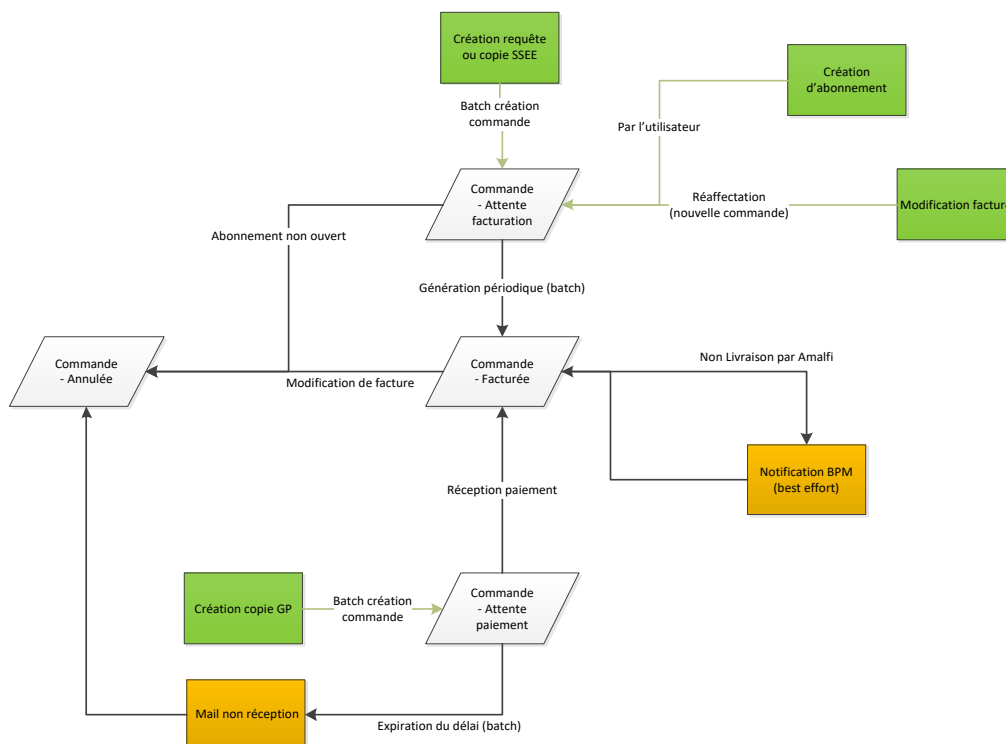 Création requête
ou copie SSEE
Création
d'abonnement
Batch création
commande
Par l'utilisateur
Commande
- Attente
facturation
Réaffectation
(nouvelle commande)
Modification facture
Abonnement non ouvert
Génération périodique (batch)
Commande
- Annulée
Commande
- Facturée
Non Livraison par Amalfi
Modification de facture
Notification BPM
(best effort)
Réception paiement
Création copie GP
Batch création
commande
Commande
- Attente
paiement
Mail non réception
Expiration du délai (batch)